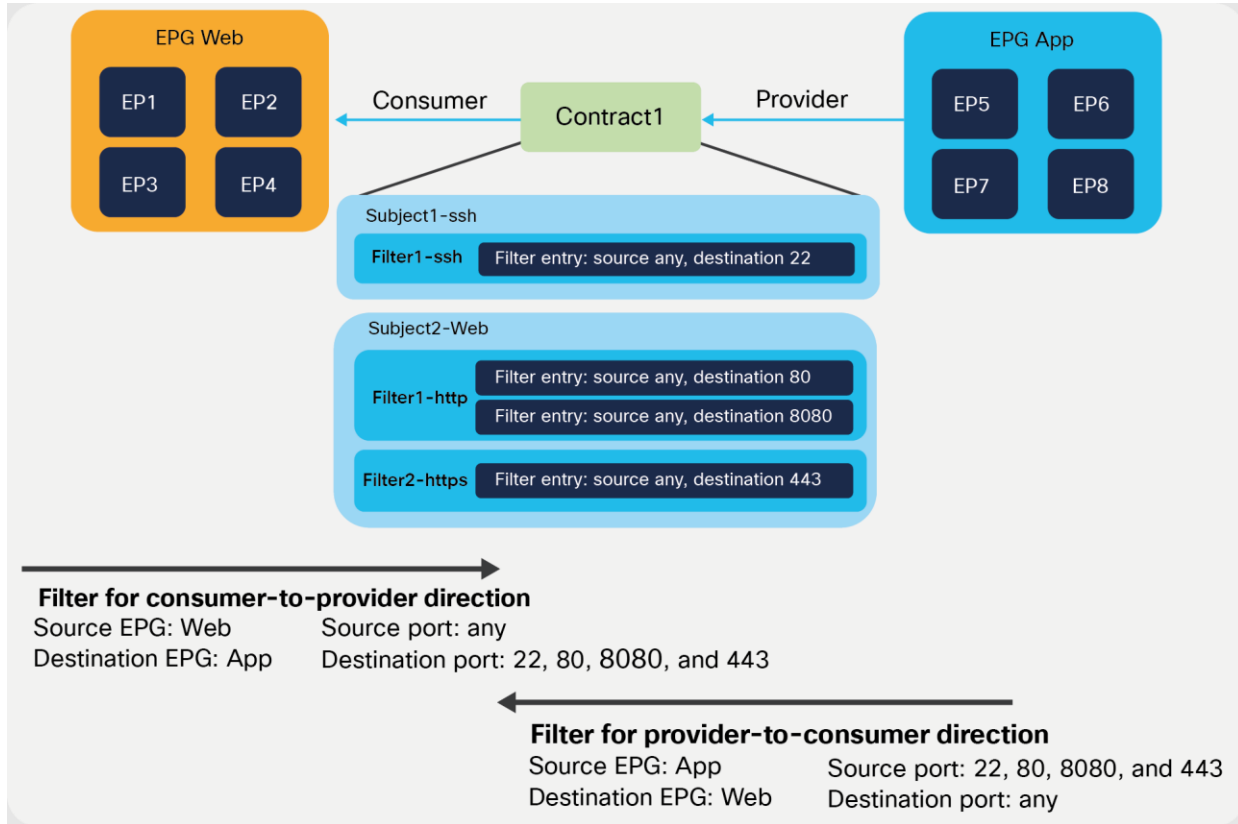 EPG Web
EP1
EP2
EP3
EP4
Consumer
Contract1
Provider
EPG App
EP5
EP6
EP7
EP8
Subject1-ssh
Filter1-ssh
Filter entry: source any, destination 22
Subject2-Web
Filter1-http
Filter entry: source any, destination 80
Filter entry: source any, destination 8080
Filter2-https
Filter entry: source any, destination 443
Filter for consumer-to-provider direction
Source EPG: Web
Source port: any
Destination EPG: App
Destination port: 22, 80, 8080, and 443
Filter for provider-to-consumer direction
Source EPG: App
Source port: 22, 80, 8080, and 443
Destination EPG: Web
Destination port: any